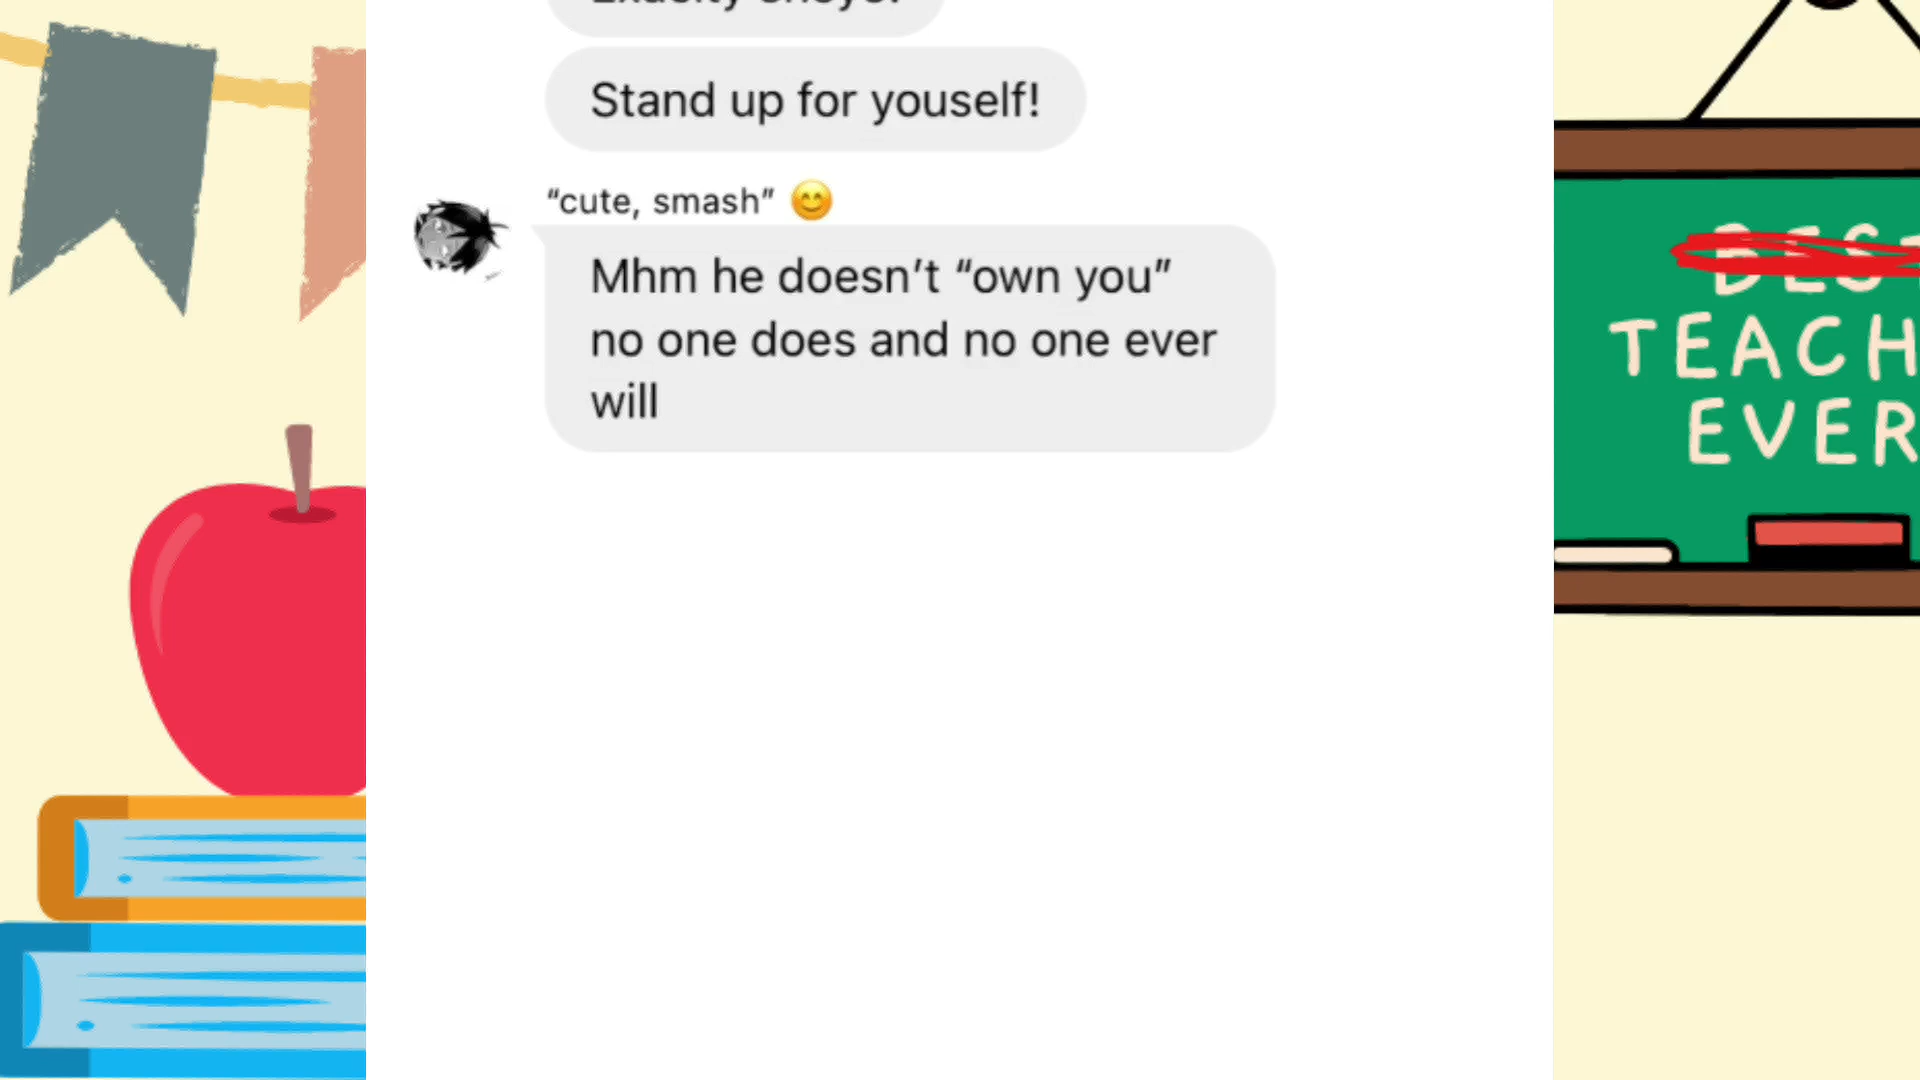 Stand up for youself!
“cute, smash” 😊
Mhm he doesn’t “own you”
no one does and no one ever
will
BEST
TEACH
EVER